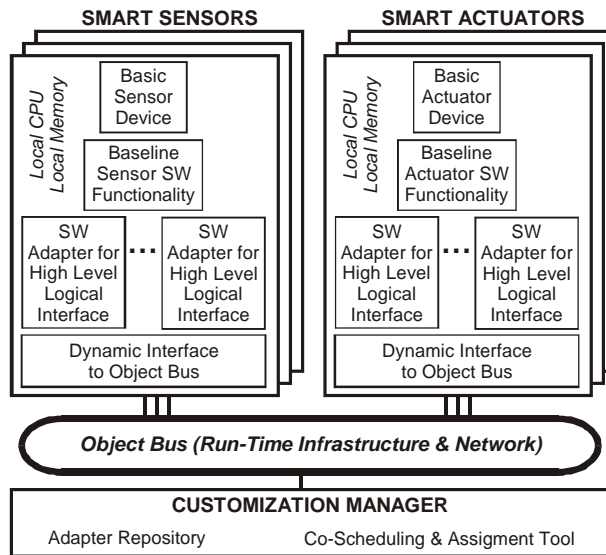 SMART SENSORS
Local CPU
Local Memory
Basic
Sensor
Device
Baseline
Sensor SW
Functionality
SW
Adapter for
High Level
Logical
Interface
...
SW
Adapter for
High Level
Logical
Interface
Dynamic Interface
to Object Bus
SMART ACTUATORS
Local CPU
Local Memory
Basic
Actuator
Device
Baseline
Actuator SW
Functionality
SW
Adapter for
High Level
Logical
Interface
...
SW
Adapter for
High Level
Logical
Interface
Dynamic Interface
to Object Bus
Object Bus (Run-Time Infrastructure & Network)
CUSTOMIZATION MANAGER
Adapter Repository
Co-Scheduling & Assigment Tool